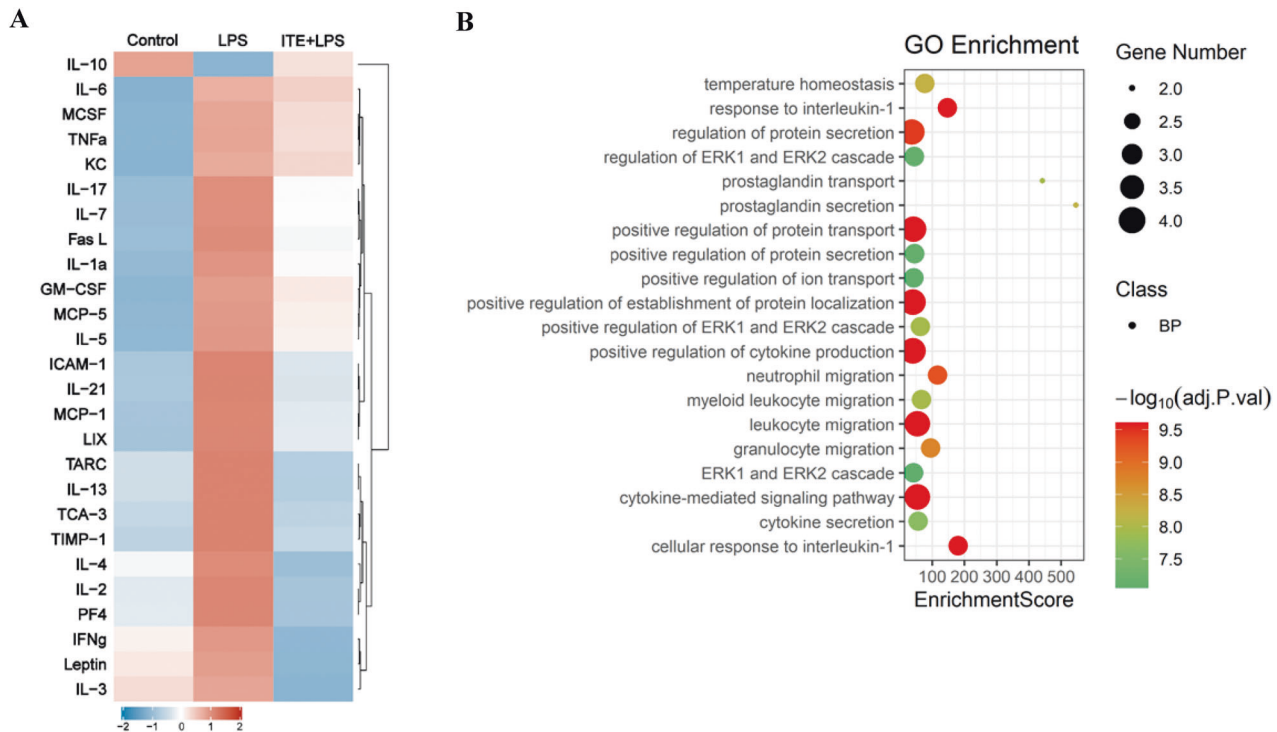 A
Control LPS ITE+LPS
IL-10
IL-6
MCSF
TNFa
KC
IL-17
IL-7
Fas L
IL-1a
GM-CSF
MCP-5
IL-5
ICAM-1
IL-21
MCP-1
LIX
TARC
IL-13
TCA-3
TIMP-1
IL-4
IL-2
PF4
IFNg
Leptin
IL-3
−2 −1 0 1 2
B
GO Enrichment
temperature homeostasis
response to interleukin-1
regulation of protein secretion
regulation of ERK1 and ERK2 cascade
prostaglandin transport
prostaglandin secretion
positive regulation of protein transport
positive regulation of protein secretion
positive regulation of ion transport
positive regulation of establishment of protein localization
positive regulation of ERK1 and ERK2 cascade
positive regulation of cytokine production
neutrophil migration
myeloid leukocyte migration
leukocyte migration
granulocyte migration
ERK1 and ERK2 cascade
cytokine-mediated signaling pathway
cytokine secretion
cellular response to interleukin-1
100 200 300 400 500
EnrichmentScore
Gene Number
2.0
2.5
3.0
3.5
4.0
Class
BP
−log₁₀(adj.P.val)
9.5
9.0
8.5
8.0
7.5